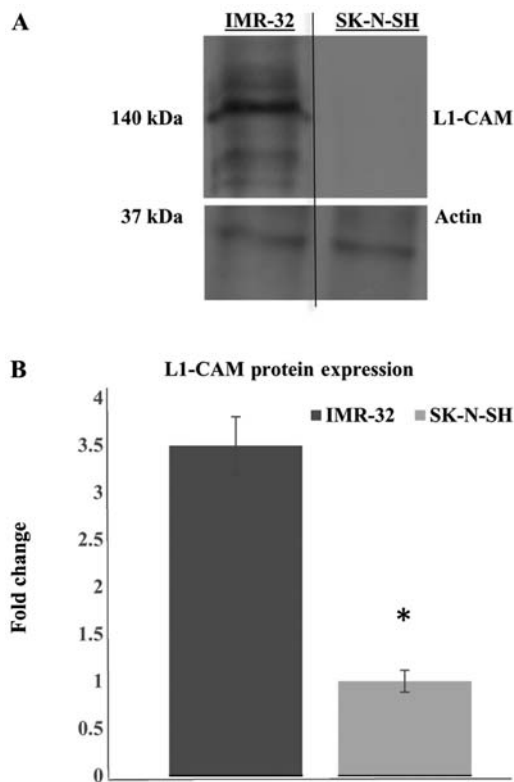 A
IMR-32 SK-N-SH
140 kDa L1-CAM
37 kDa Actin
B
L1-CAM protein expression
IMR-32 SK-N-SH
4
3.5
3
2.5
2
1.5
1
0.5
0
Fold change
*